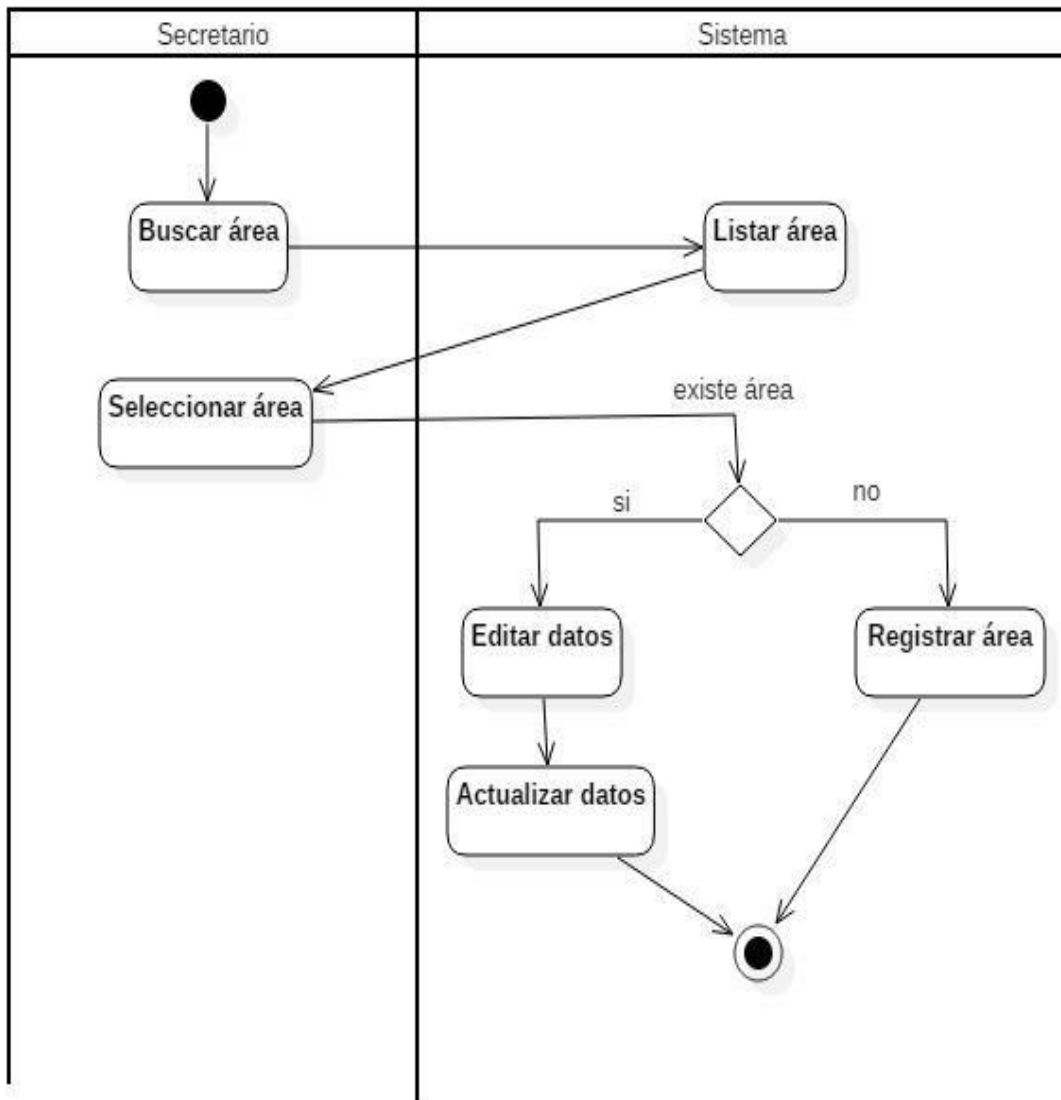 Secretario
Sistema
Buscar área
Listar área
Seleccionar área
existe área
si
no
Editar datos
Registrar área
Actualizar datos